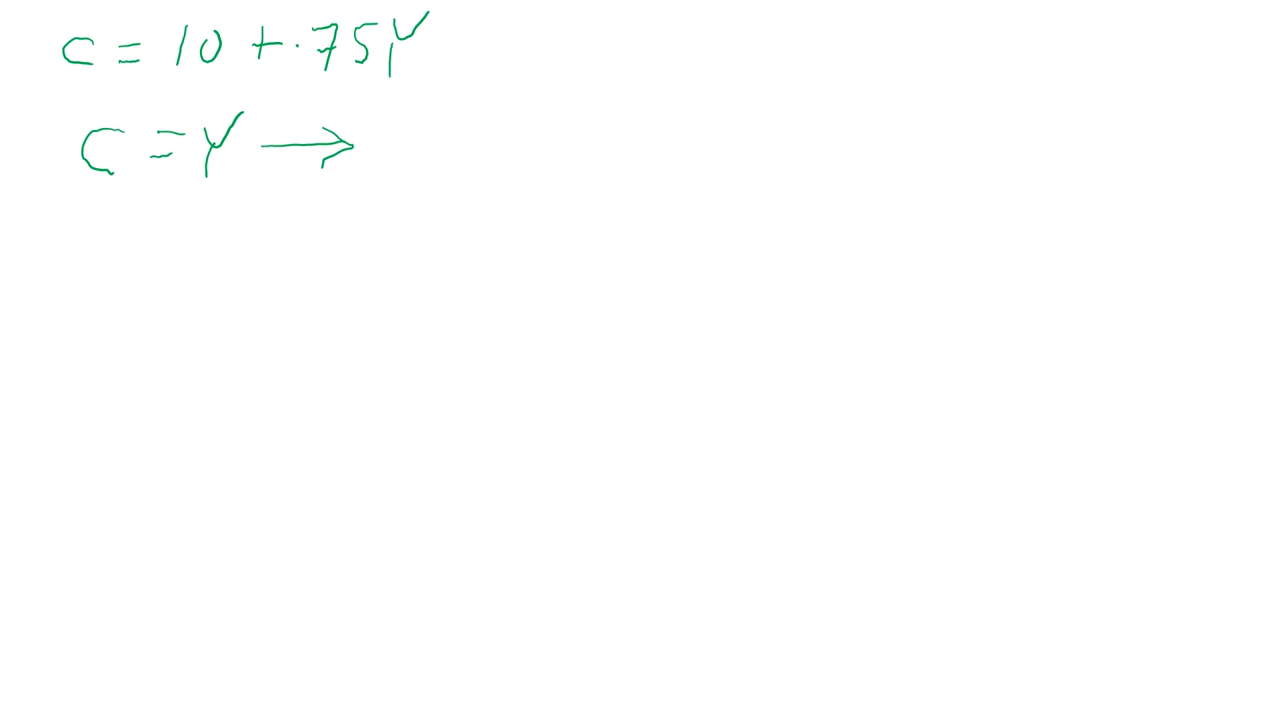 C = 10 + .75Y
C = Y →